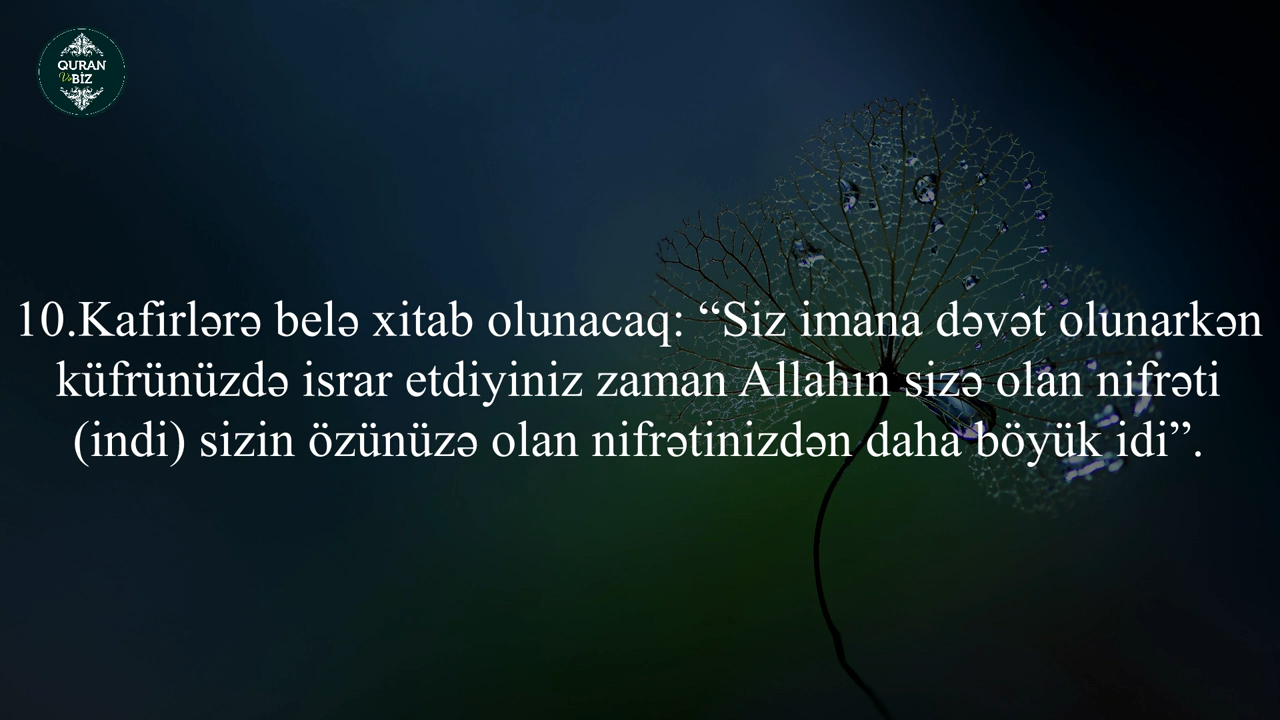 QURAN
Və BİZ
10.Kafirlərə belə xitab olunacaq: “Siz imana dəvət olunarkən
küfrünüzdə israr etdiyiniz zaman Allahın sizə olan nifrəti
(indi) sizin özünüzə olan nifrətinizdən daha böyük idi”.